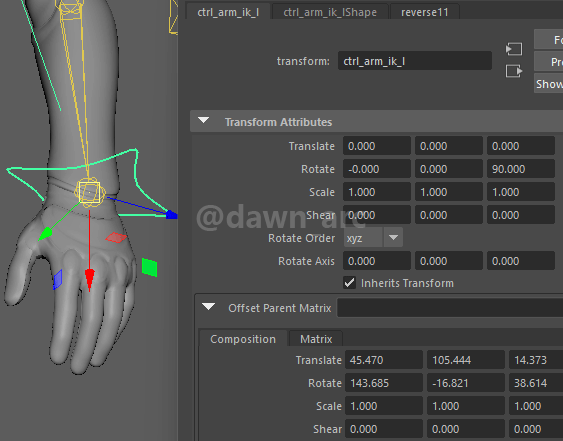 ctrl_arm_ik_l ctrl_arm_ik_lShape reverse11
transform: ctrl_arm_ik_l
Fo
Pre
Show
Transform Attributes
Translate 0.000 0.000 0.000
Rotate -0.000 0.000 90.000
Scale 1.000 1.000 1.000
Shear 0.000 0.000 0.000
@dawn-arc
Rotate Order xyz
Rotate Axis 0.000 0.000 0.000
Inherits Transform
Offset Parent Matrix
Composition Matrix
Translate 45.470 105.444 14.373
Rotate 143.685 -16.821 38.614
Scale 1.000 1.000 1.000
Shear 0.000 0.000 0.000